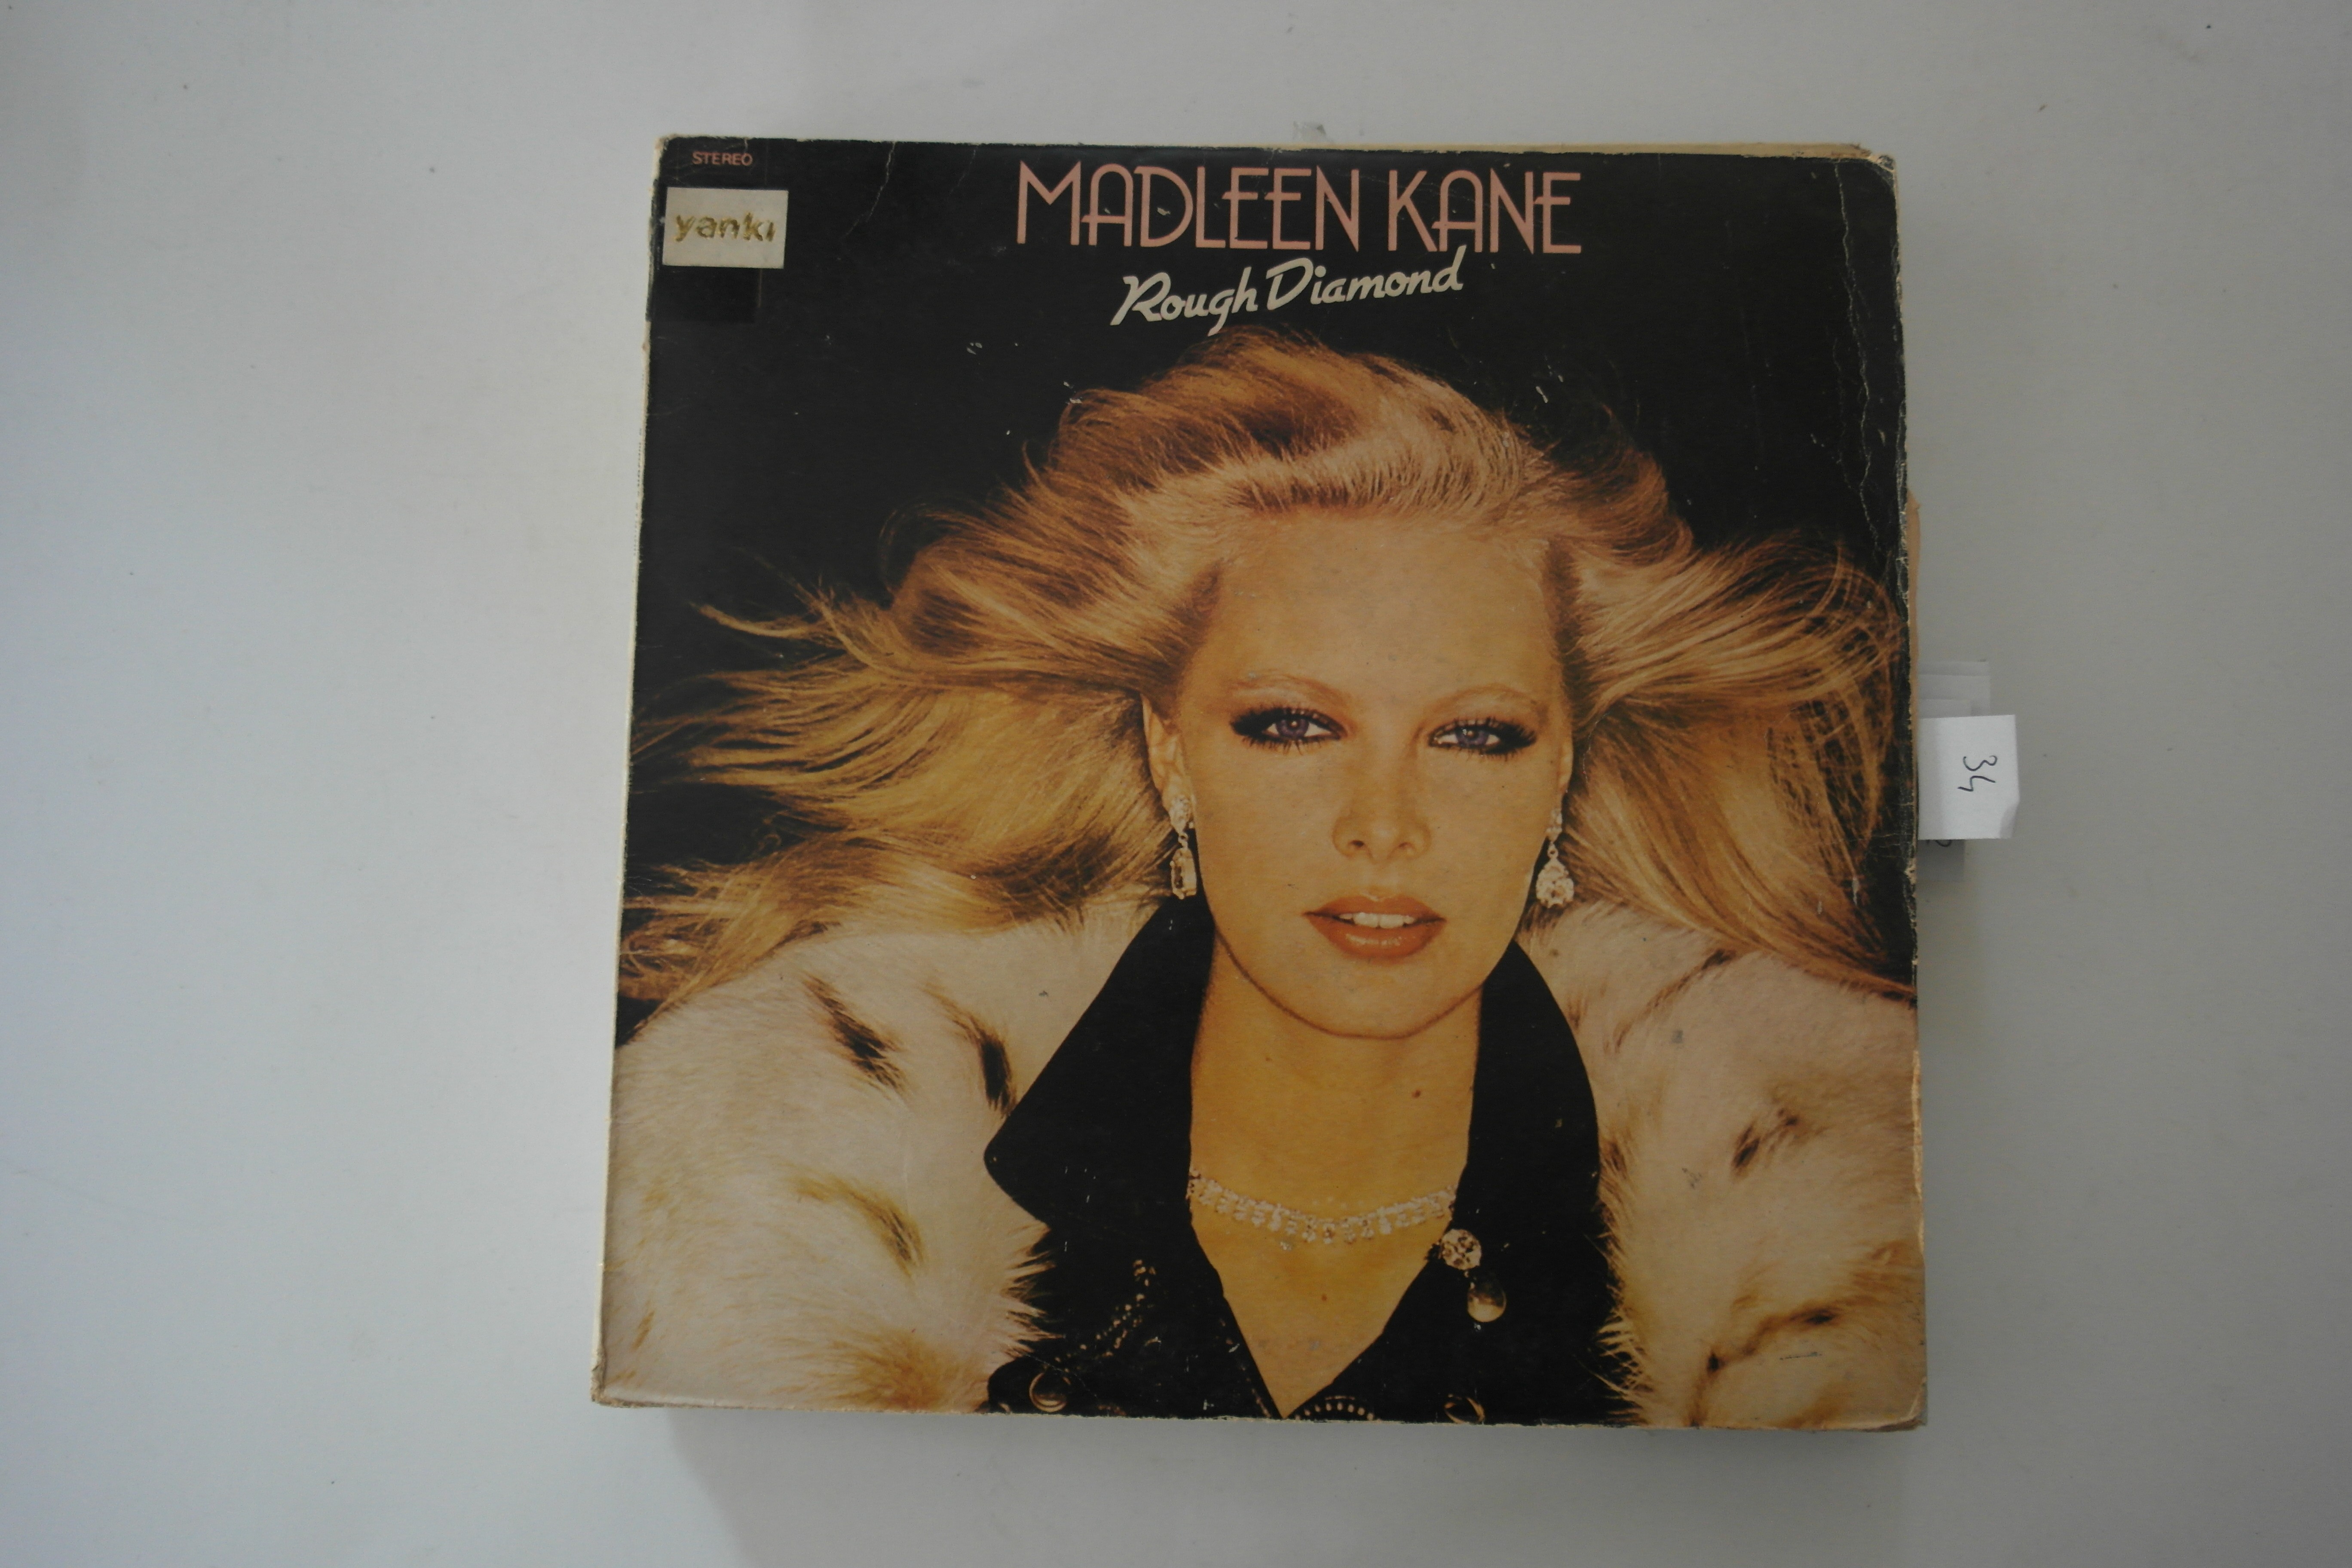 STEREO
yanki
MADLEEN KANE
Rough Diamond
34